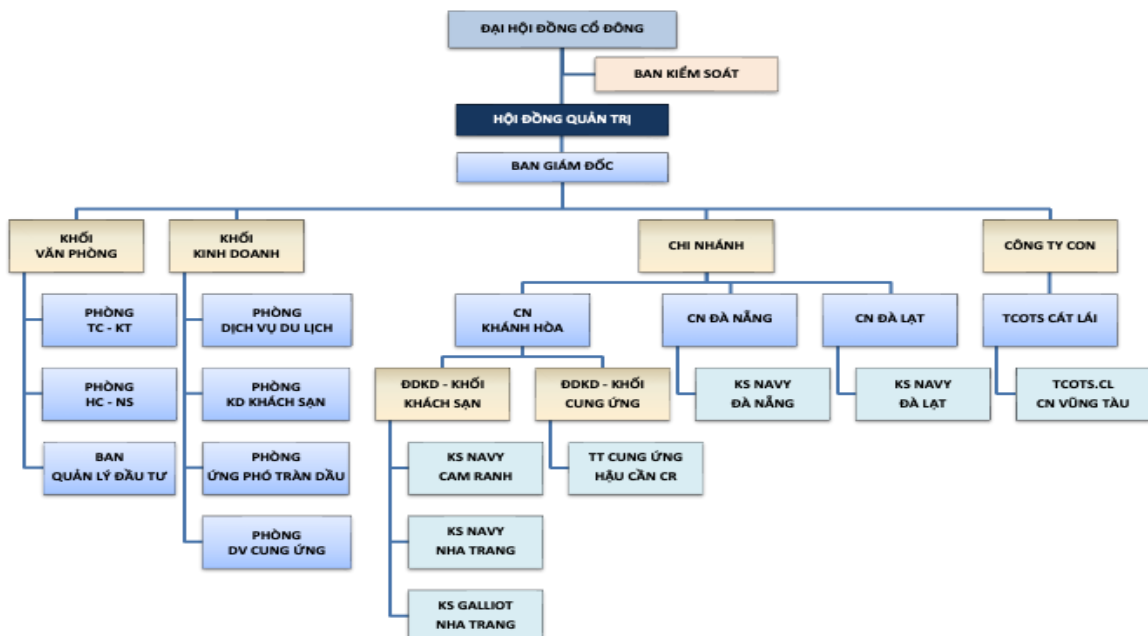 ĐẠI HỘI ĐỒNG CỔ ĐÔNG
BAN KIỂM SOÁT
HỘI ĐỒNG QUẢN TRỊ
BAN GIÁM ĐỐC
KHỐI
VĂN PHÒNG
KHỐI
KINH DOANH
CHI NHÁNH
CÔNG TY CON
PHÒNG
TC - KT
PHÒNG
DỊCH VỤ DU LỊCH
CN
KHÁNH HÒA
CN ĐÀ NẴNG
CN ĐÀ LẠT
TCOTS CÁT LÁI
PHÒNG
HC - NS
PHÒNG
KD KHÁCH SẠN
ĐDKD - KHỐI
KHÁCH SẠN
ĐDKD - KHỐI
CUNG ỨNG
KS NAVY
ĐÀ NẴNG
KS NAVY
ĐÀ LẠT
TCOTS.CL
CN VŨNG TÀU
BAN
QUẢN LÝ ĐẦU TƯ
PHÒNG
ỨNG PHÓ TRÀN DẦU
KS NAVY
CAM RANH
TT CUNG ỨNG
HẬU CẦN CR
PHÒNG
DV CUNG ỨNG
KS NAVY
NHA TRANG
KS GALLIOT
NHA TRANG